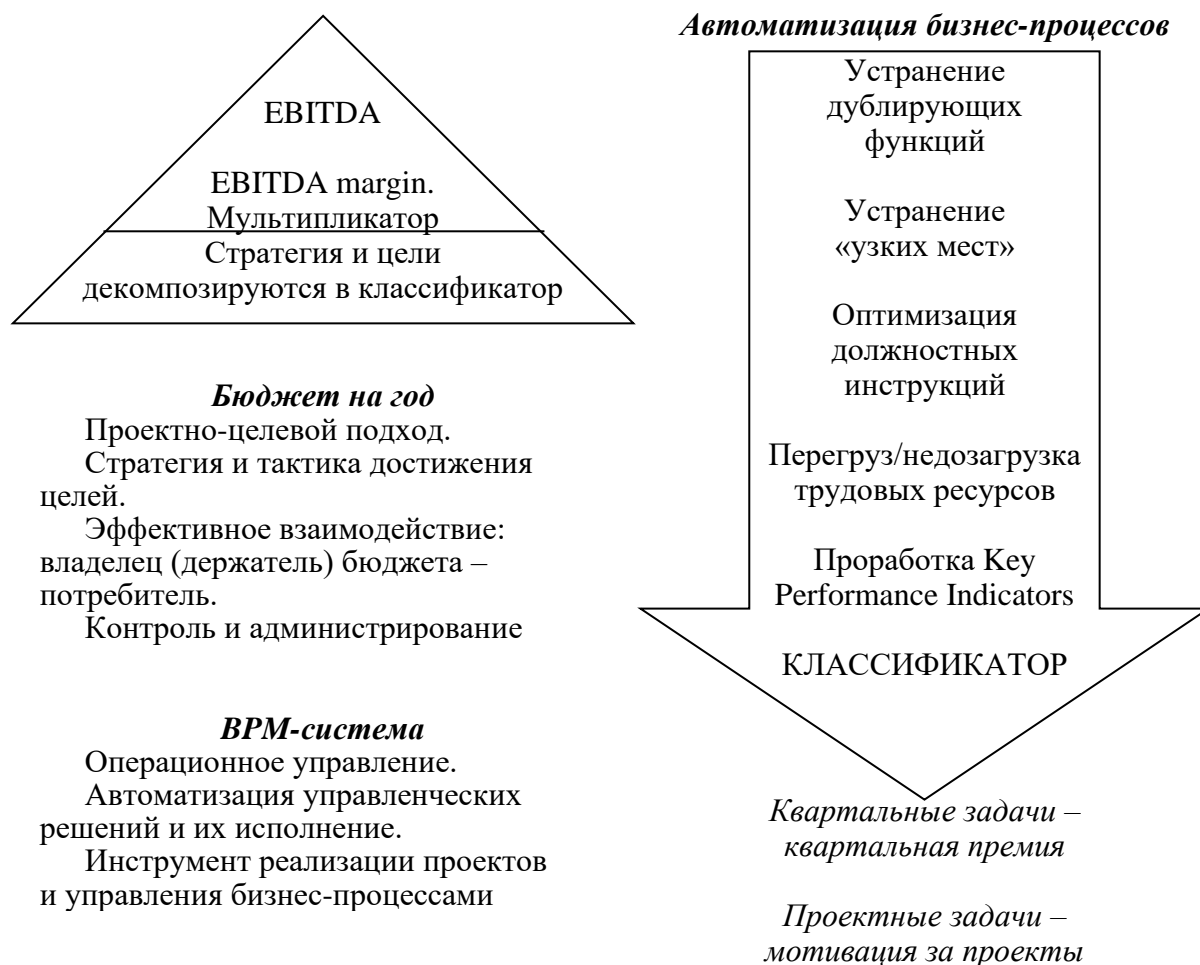 EBITDA
EBITDA margin.
Мультипликатор
Стратегия и цели
декомпозируются в классификатор
Бюджет на год
Проектно-целевой подход.
Стратегия и тактика достижения
целей.
Эффективное взаимодействие:
владелец (держатель) бюджета –
потребитель.
Контроль и администрирование
BPM-система
Операционное управление.
Автоматизация управленческих
решений и их исполнение.
Инструмент реализации проектов
и управления бизнес-процессами
Автоматизация бизнес-процессов
Устранение
дублирующих
функций
Устранение
«узких мест»
Оптимизация
должностных
инструкций
Перегруз/недозагрузка
трудовых ресурсов
Проработка Key
Performance Indicators
КЛАССИФИКАТОР
Квартальные задачи –
квартальная премия
Проектные задачи –
мотивация за проекты